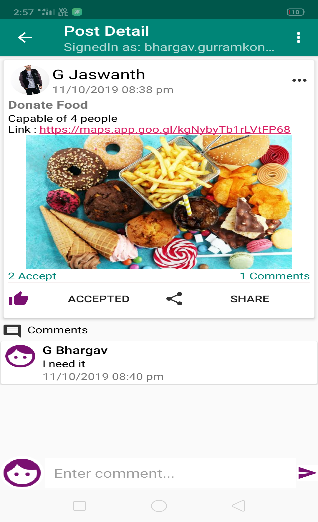 2:57
Post Detail
SignedIn as: bhargav.gurramkon...
G Jaswanth
11/10/2019 08:38 pm
Donate Food
Capable of 4 people
Link : https://maps.app.goo.gl/kgNybyTb1rLVtFP68
2 Accept
1 Comments
ACCEPTED
SHARE
Comments
G Bhargav
I need it
11/10/2019 08:40 pm
Enter comment...